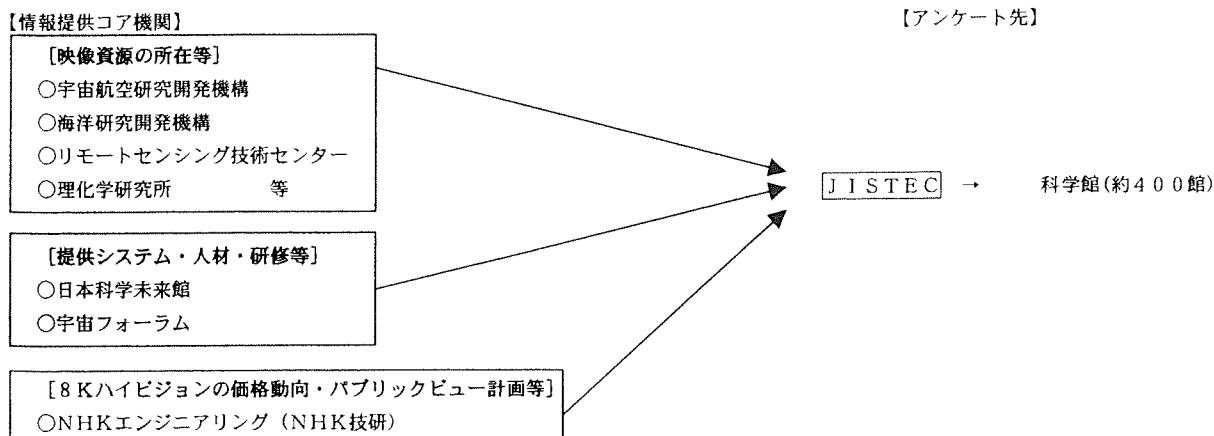 【情報提供コア機関】
【アンケート先】
[映像資源の所在等]
○宇宙航空研究開発機構
○海洋研究開発機構
○リモートセンシング技術センター
○理化学研究所　　　　　等
[提供システム・人材・研修等]
○日本科学未来館
○宇宙フォーラム
[８Ｋハイビジョンの価格動向・パブリックビュー計画等]
○ＮＨＫエンジニアリング（ＮＨＫ技研）
ＪＩＳＴＥＣ　→　科学館(約４００館)